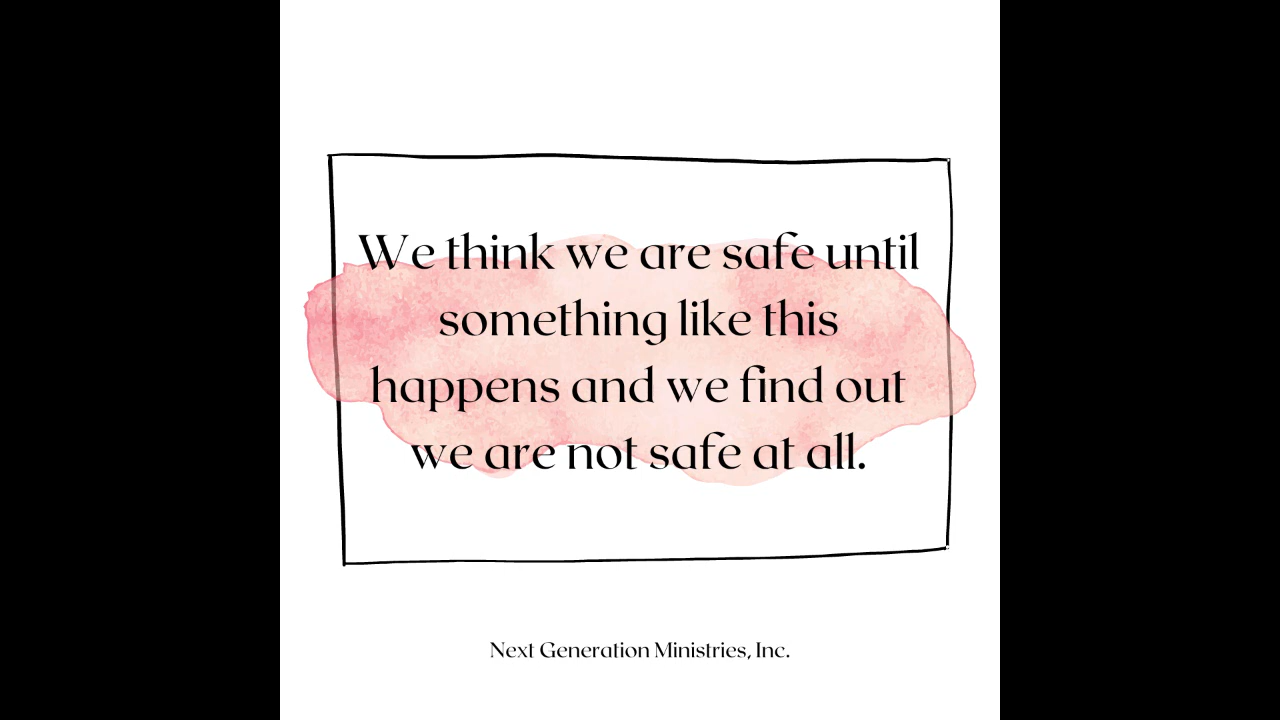 We think we are safe until
something like this
happens and we find out
we are not safe at all.
Next Generation Ministries, Inc.